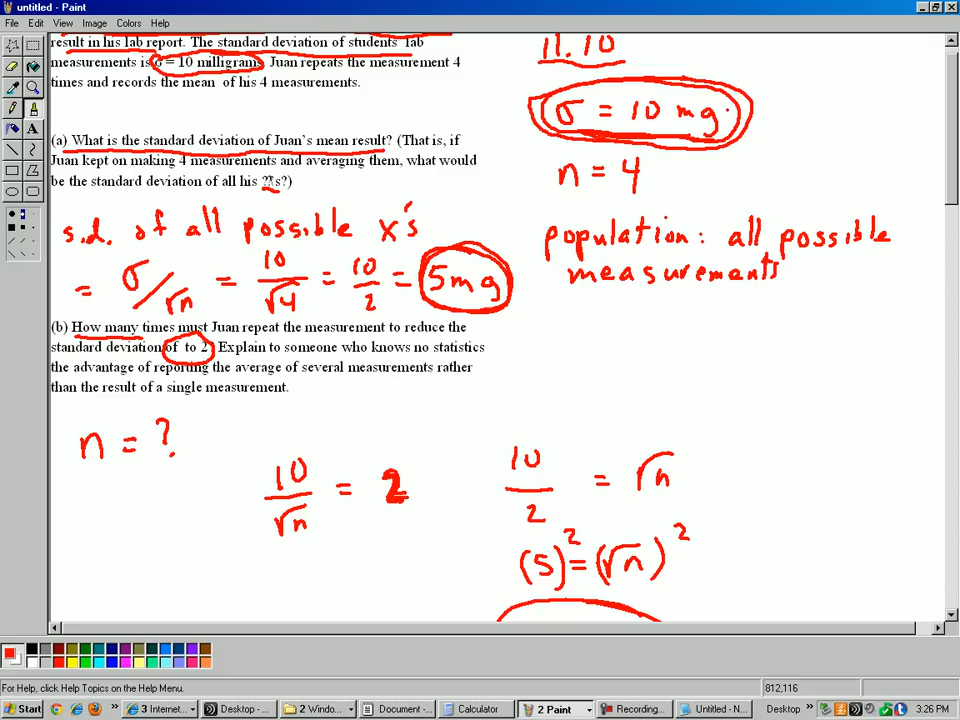 untitled - Paint
File Edit View Image Colors Help
result in his lab report. The standard deviation of students' lab
measurements is σ = 10 milligrams. Juan repeats the measurement 4
times and records the mean of his 4 measurements.
(a) What is the standard deviation of Juan's mean result? (That is, if
Juan kept on making 4 measurements and averaging them, what would
be the standard deviation of all his ??s?)
s.d. of all possible x's
= σ/√n = 10/√4 = 10/2 = 5mg
(b) How many times must Juan repeat the measurement to reduce the
standard deviation of to 2? Explain to someone who knows no statistics
the advantage of reporting the average of several measurements rather
than the result of a single measurement.
n = ?
10/√n = 2
11.10
σ = 10 mg.
n = 4
population: all possible
measurements
10/2 = √n
(5)² = (√n)²
For Help, click Help Topics on the Help Menu.
812,116
Start
3 Internet...
Desktop -...
2 Windo...
Document -...
Calculator
2 Paint
Recording...
Untitled - N...
Desktop
3:26 PM